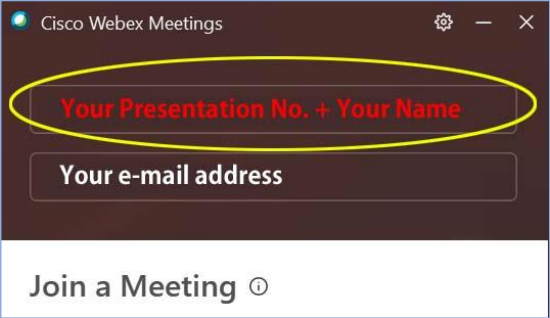 Cisco Webex Meetings
Your Presentation No. + Your Name
Your e-mail address
Join a Meeting